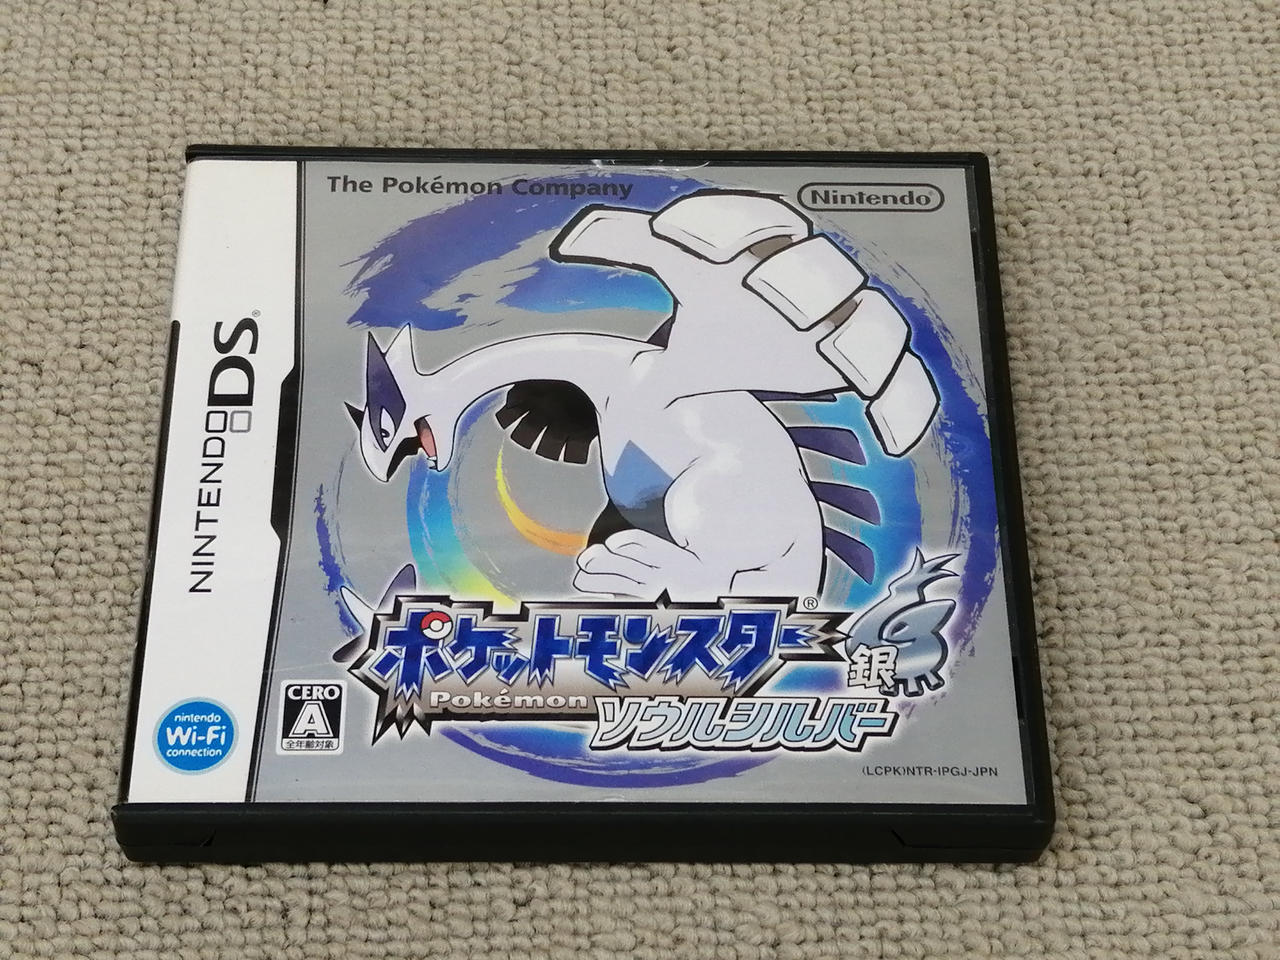 The Pokémon Company
Nintendo®
NINTENDO DS®
ポケットモンスター®
Pokémon
銀
ソウルシルバー
CERO
A
全年齢対象
nintendo
Wi-Fi
connection
(LCPK)NTR-IPGJ-JPN